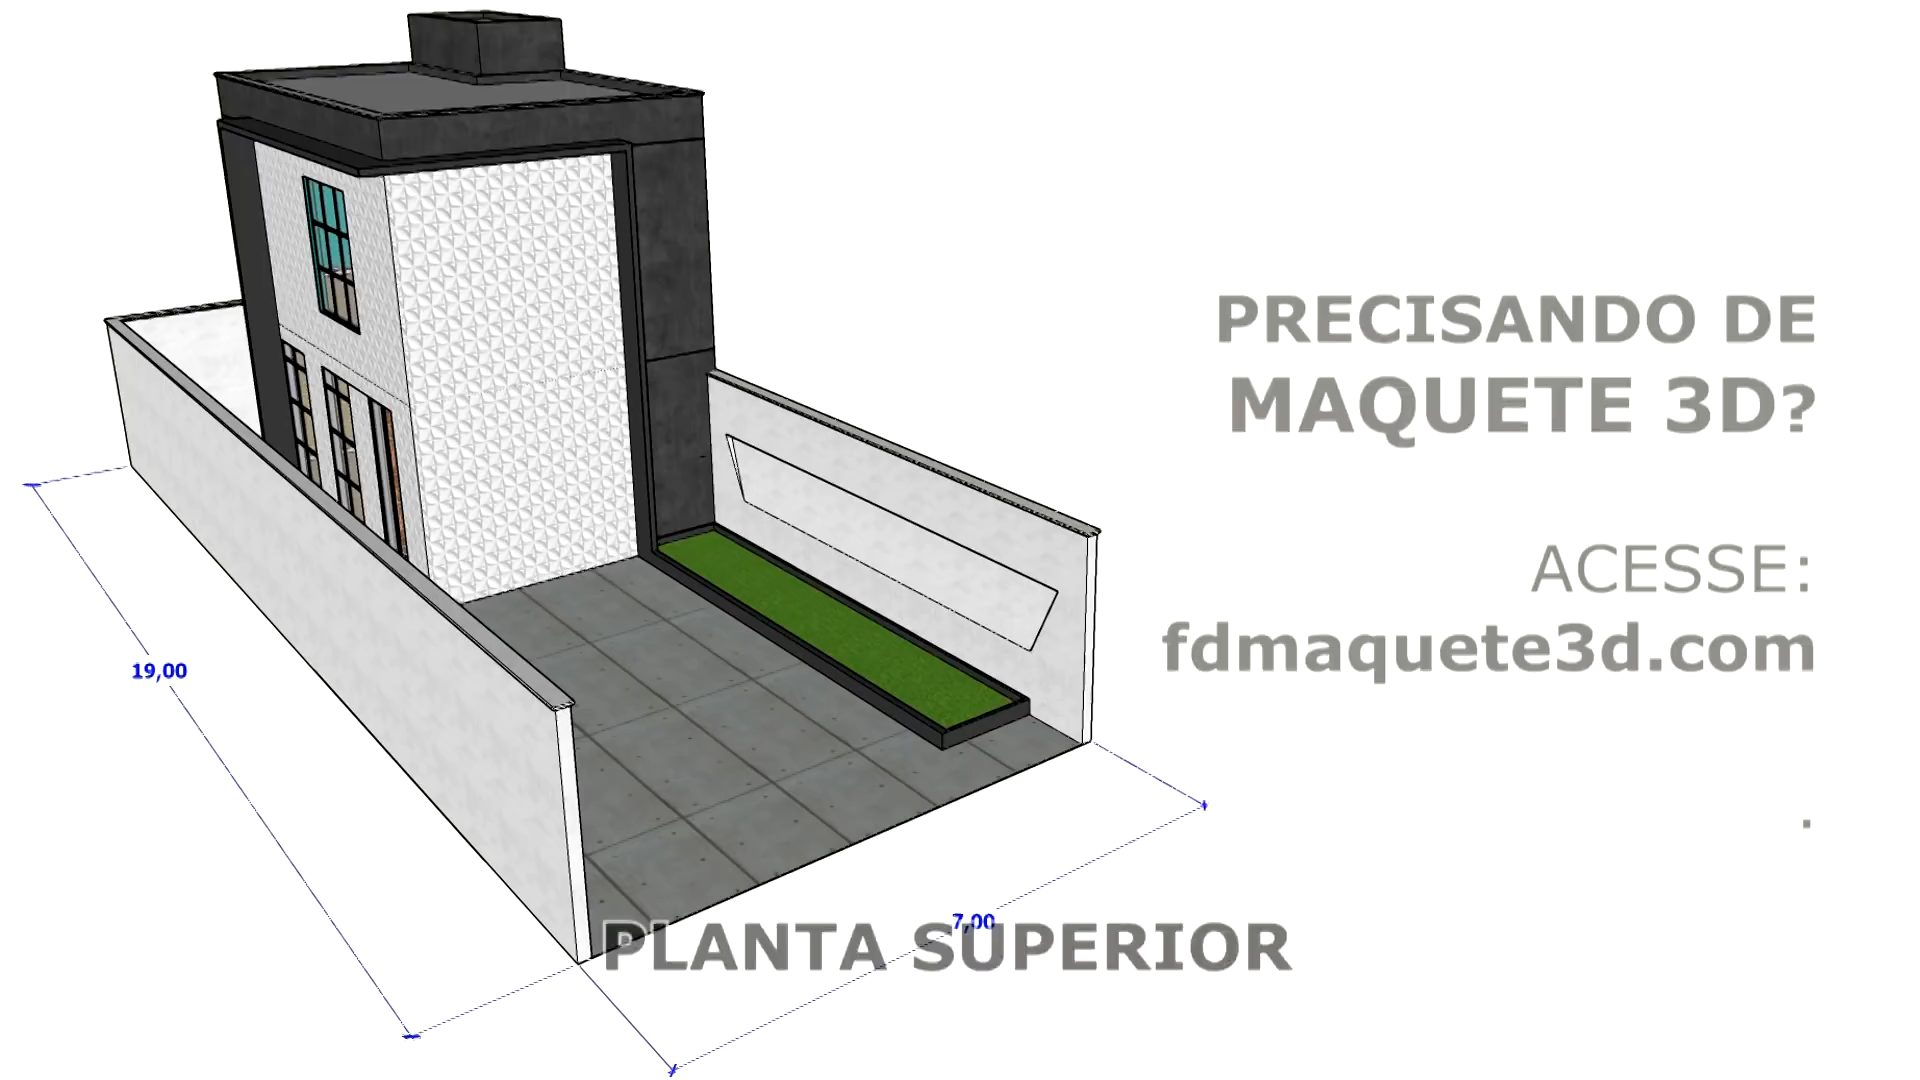 PRECISANDO DE
MAQUETE 3D?
ACESSE:
fdmaquete3d.com
.
19,00
7,00
PLANTA SUPERIOR